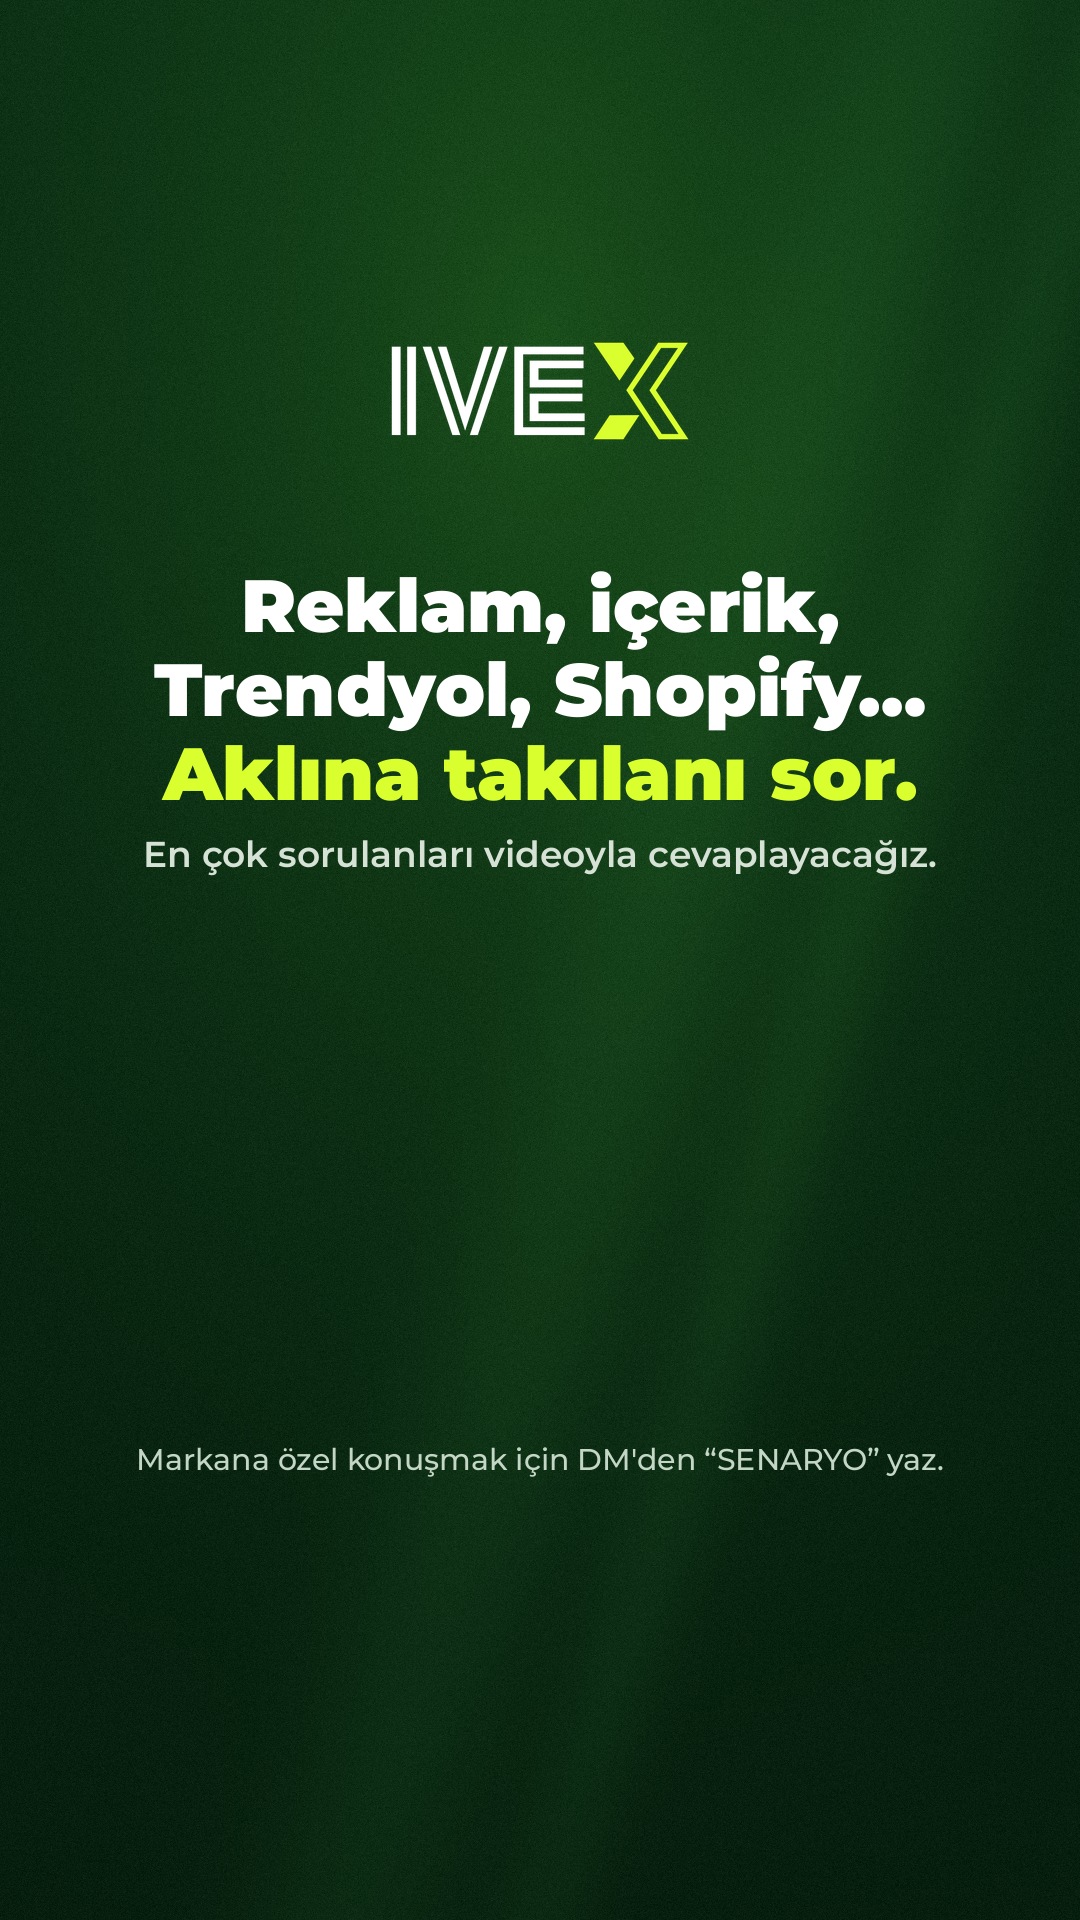 IVEX
Reklam, içerik,
Trendyol, Shopify...
Aklına takılanı sor.
En çok sorulanları videoyla cevaplayacağız.
Markana özel konuşmak için DM'den “SENARYO” yaz.